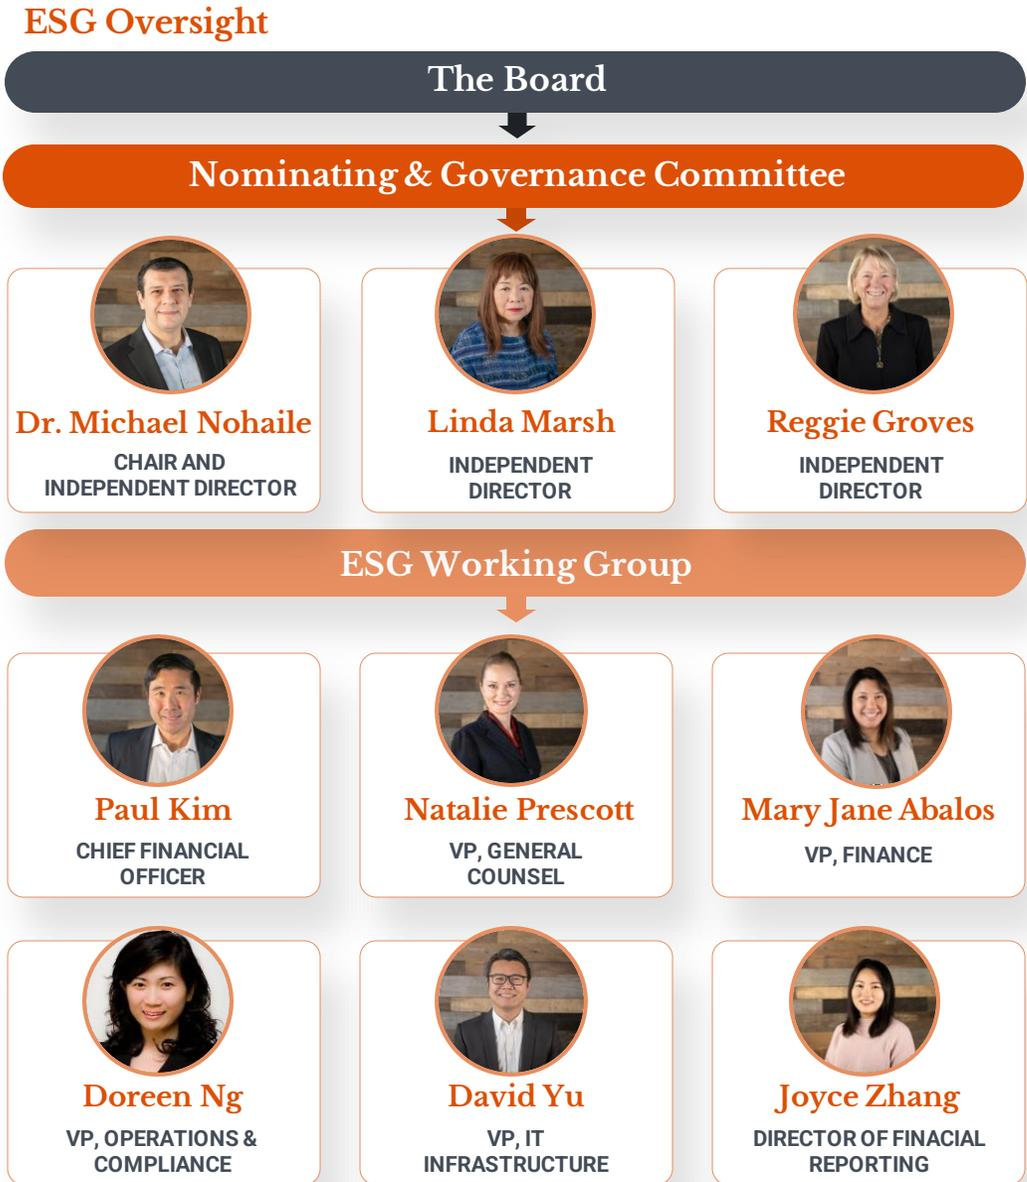 ESG Oversight
The Board
Nominating & Governance Committee
Dr. Michael Nohaile
CHAIR AND
INDEPENDENT DIRECTOR
Linda Marsh
INDEPENDENT
DIRECTOR
Reggie Groves
INDEPENDENT
DIRECTOR
ESG Working Group
Paul Kim
CHIEF FINANCIAL
OFFICER
Natalie Prescott
VP, GENERAL
COUNSEL
Mary Jane Abalos
VP, FINANCE
Doreen Ng
VP, OPERATIONS &
COMPLIANCE
David Yu
VP, IT
INFRASTRUCTURE
Joyce Zhang
DIRECTOR OF FINACIAL
REPORTING